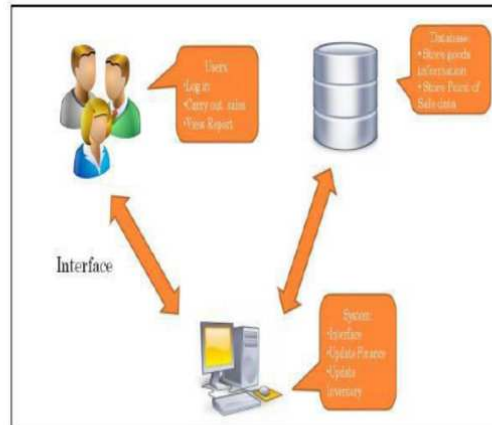 Users
•Log in
•Carry out sales
•View Report
Database:
• Store goods
information
• Store Point of
Sale data
Interface
System:
•Interface
•Update Finance
•Update
Inventory